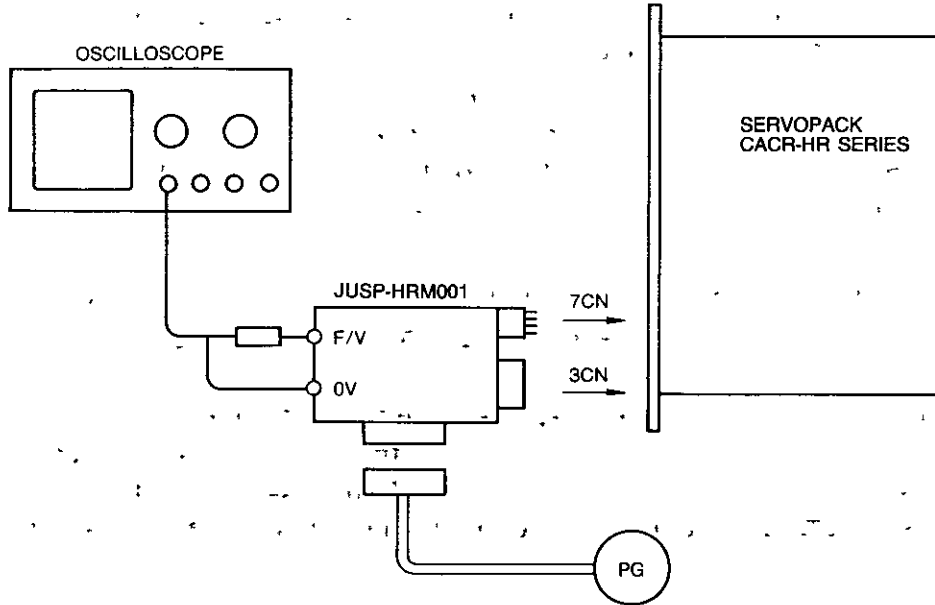 OSCILLOSCOPE
SERVOPACK
CACR-HR SERIES
JUSP-HRM001
7CN
F/V
3CN
0V
PG